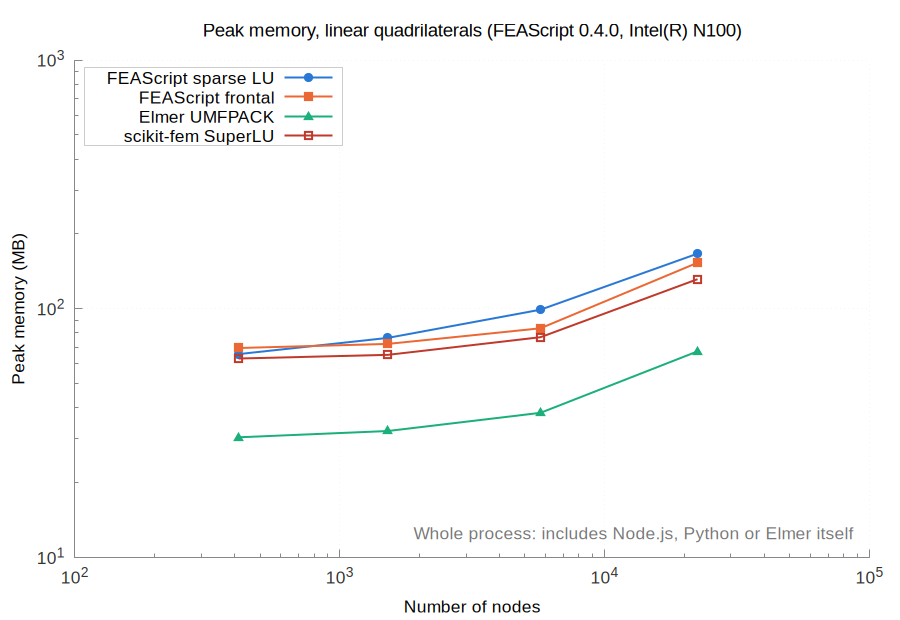 Peak memory, linear quadrilaterals (FEAScript 0.4.0, Intel(R) N100)
10³
FEAScript sparse LU
FEAScript frontal
Elmer UMFPACK
scikit-fem SuperLU
Peak memory (MB)
10²
Whole process: includes Node.js, Python or Elmer itself
10¹
10² 10³ 10⁴ 10⁵
Number of nodes